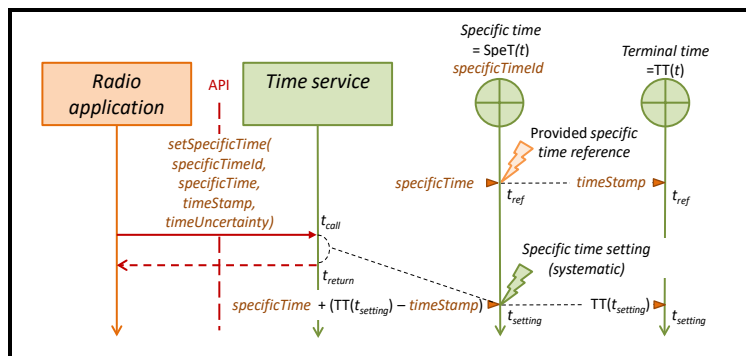 Specific time
= SpeT(t)
specificTimeId
Terminal time
=TT(t)
Radio
application
API
Time service
setSpecificTime(
specificTimeId,
specificTime,
timeStamp,
timeUncertainty)
Provided specific
time reference
specificTime
timeStamp
t_ref
t_ref
t_call
Specific time setting
(systematic)
t_return
specificTime + (TT(t_setting) – timeStamp)
TT(t_setting)
t_setting
t_setting